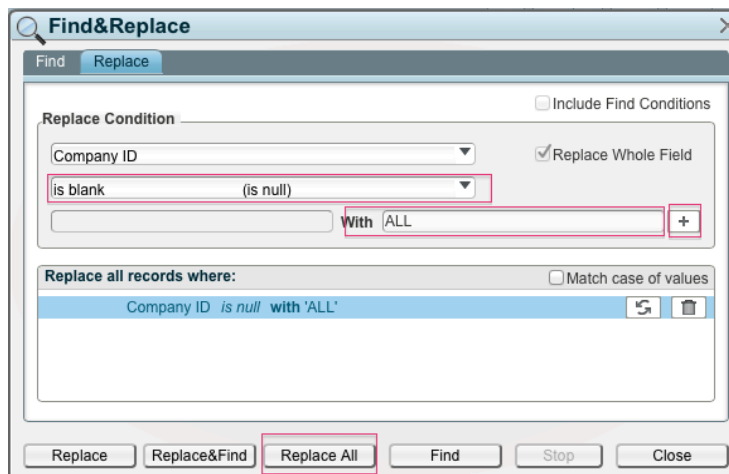 Find&Replace
Find Replace
Include Find Conditions
Replace Condition
Company ID Replace Whole Field
is blank (is null)
With ALL +
Replace all records where: Match case of values
Company ID is null with 'ALL'
Replace Replace&Find Replace All Find Stop Close